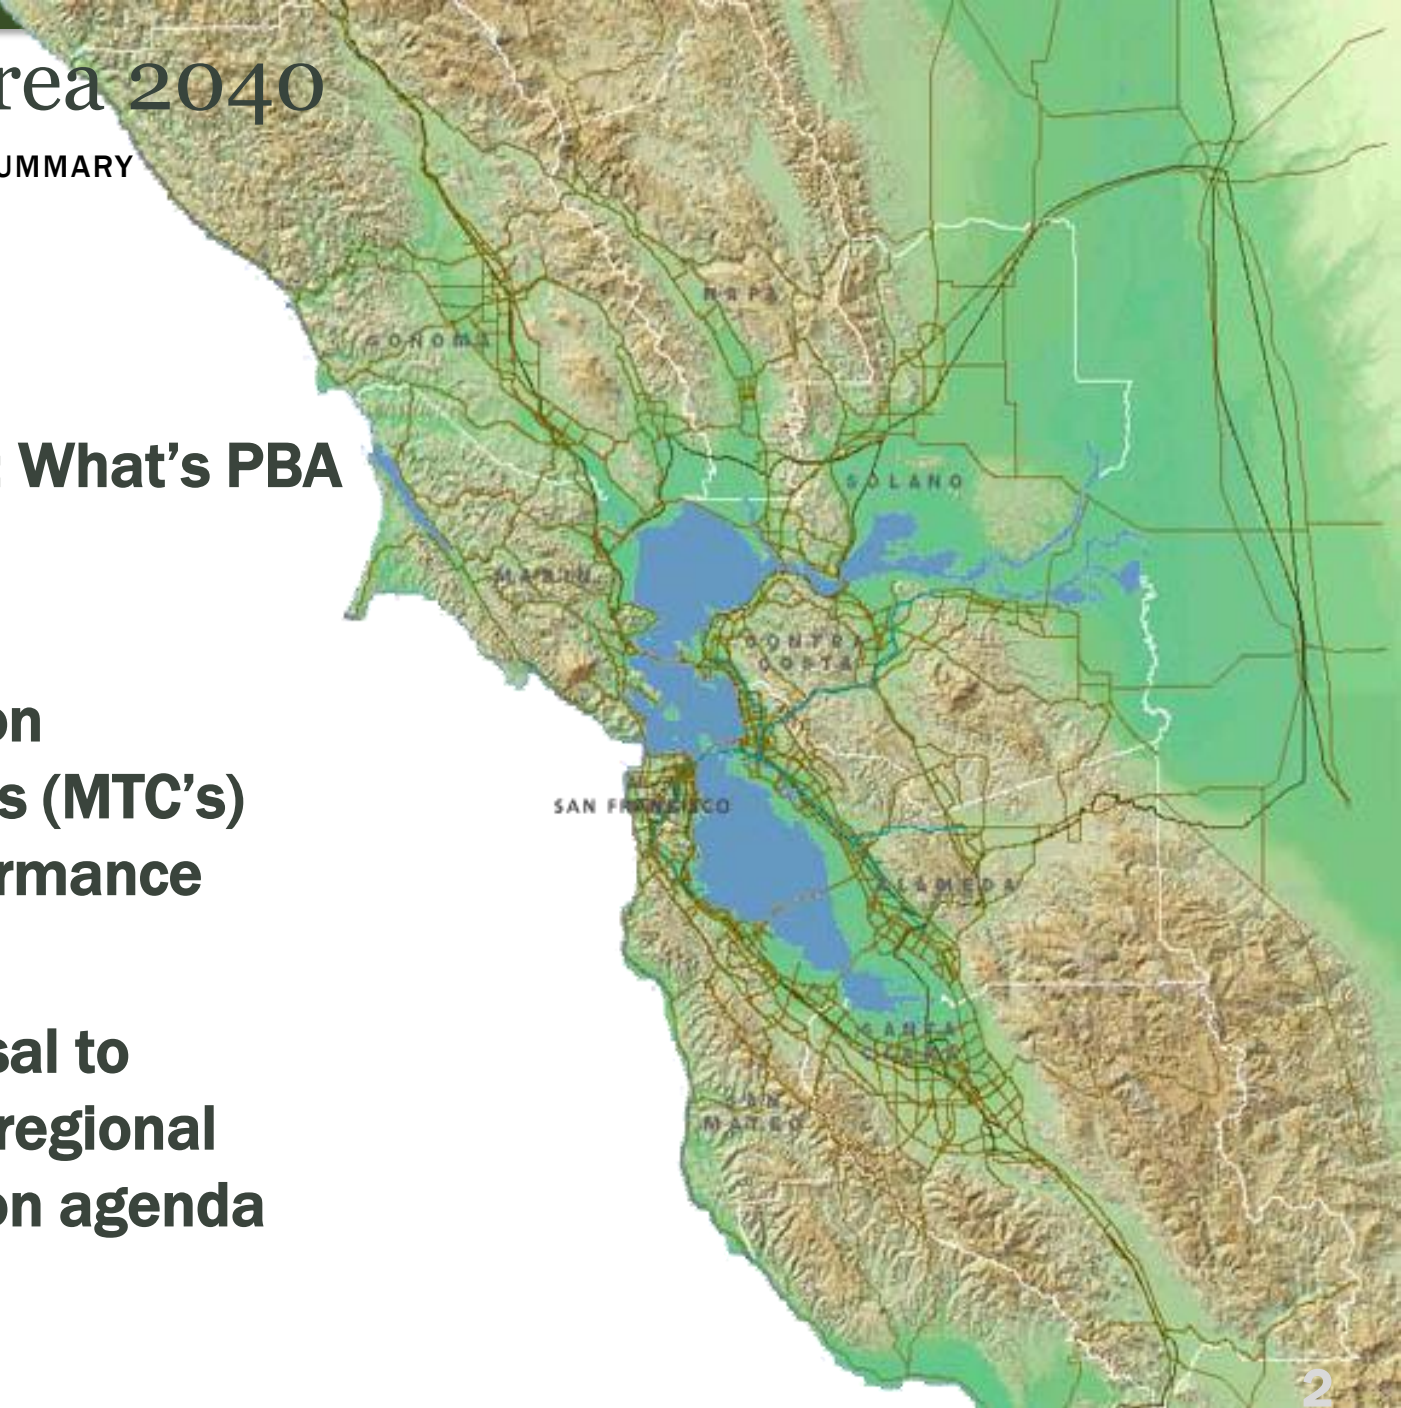 rea 2040
UMMARY
: What’s PBA
on
s (MTC’s)
rmance
sal to
regional
on agenda
NAPA
SONOMA
SOLANO
MARIN
CONTRA
COSTA
SAN FRANCISCO
ALAMEDA
SANTA
CLARA
SAN
MATEO
2